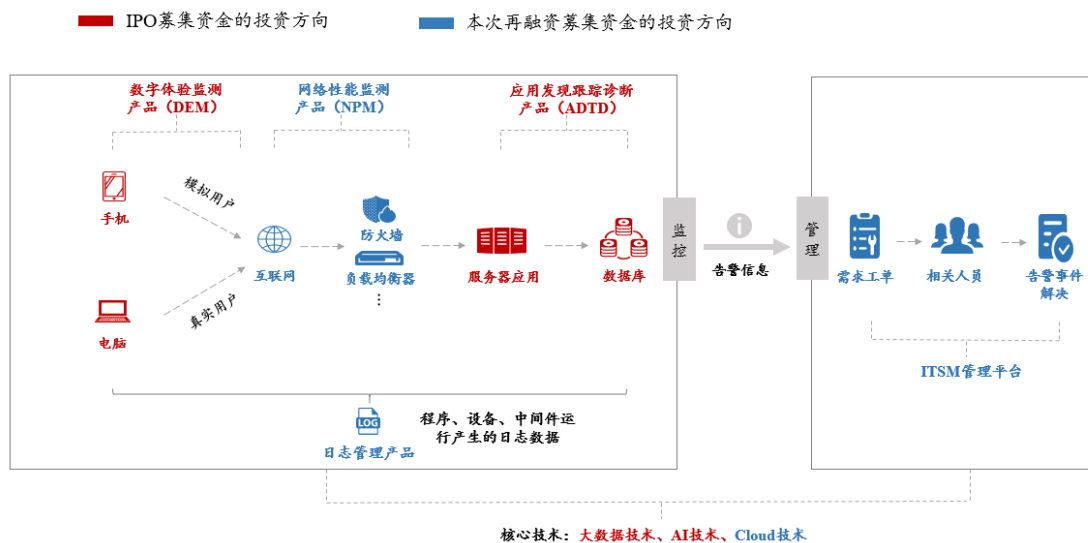 IPO募集资金的投资方向
本次再融资募集资金的投资方向
数字体验监测
产品（DEM）
网络性能监测
产品（NPM）
应用发现跟踪诊断
产品（ADTD）
手机
模拟用户
互联网
防火墙
负载均衡器
⋮
服务器应用
数据库
监控
告警信息
管理
需求工单
相关人员
告警事件
解决
电脑
真实用户
ITSM管理平台
LOG
日志管理产品
程序、设备、中间件运
行产生的日志数据
核心技术：大数据技术、AI技术、Cloud技术